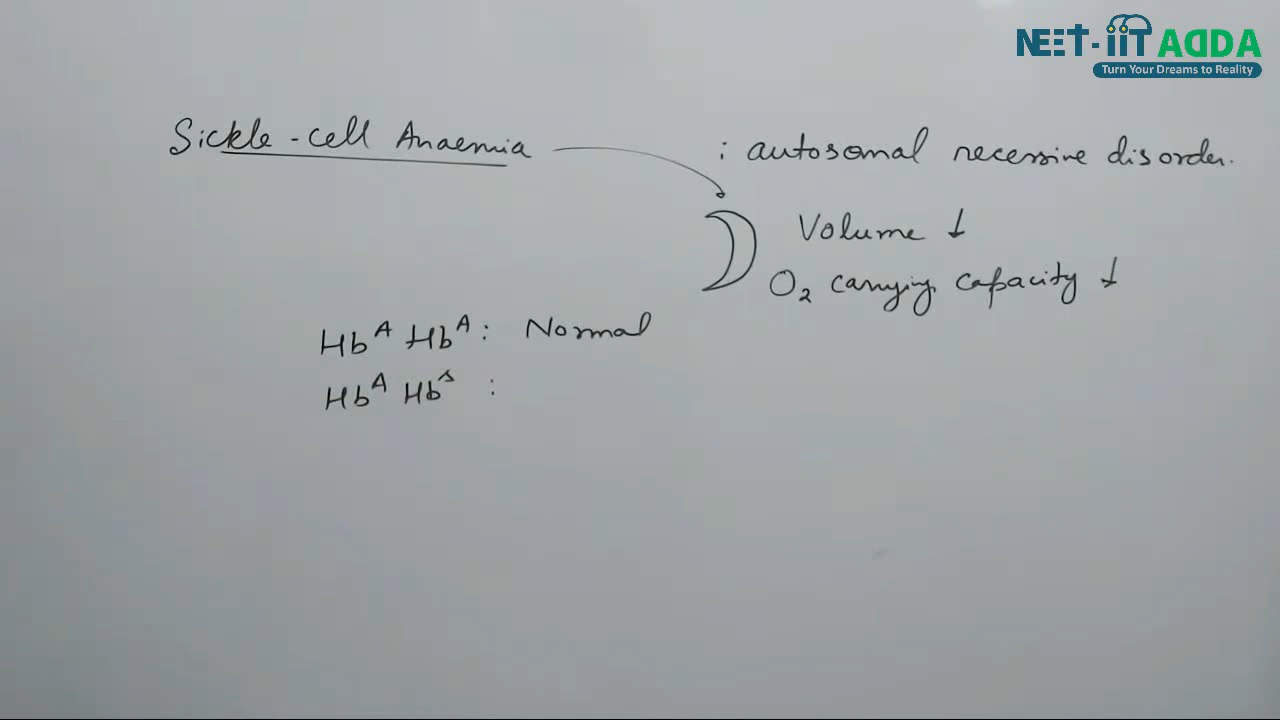 NEET-IIT ADDA
Turn Your Dreams to Reality
Sickle-cell Anaemia : autosomal recessive disorder.
Volume ↓
O₂ carrying capacity ↓
Hbᴬ Hbᴬ : Normal
Hbᴬ Hbˢ :